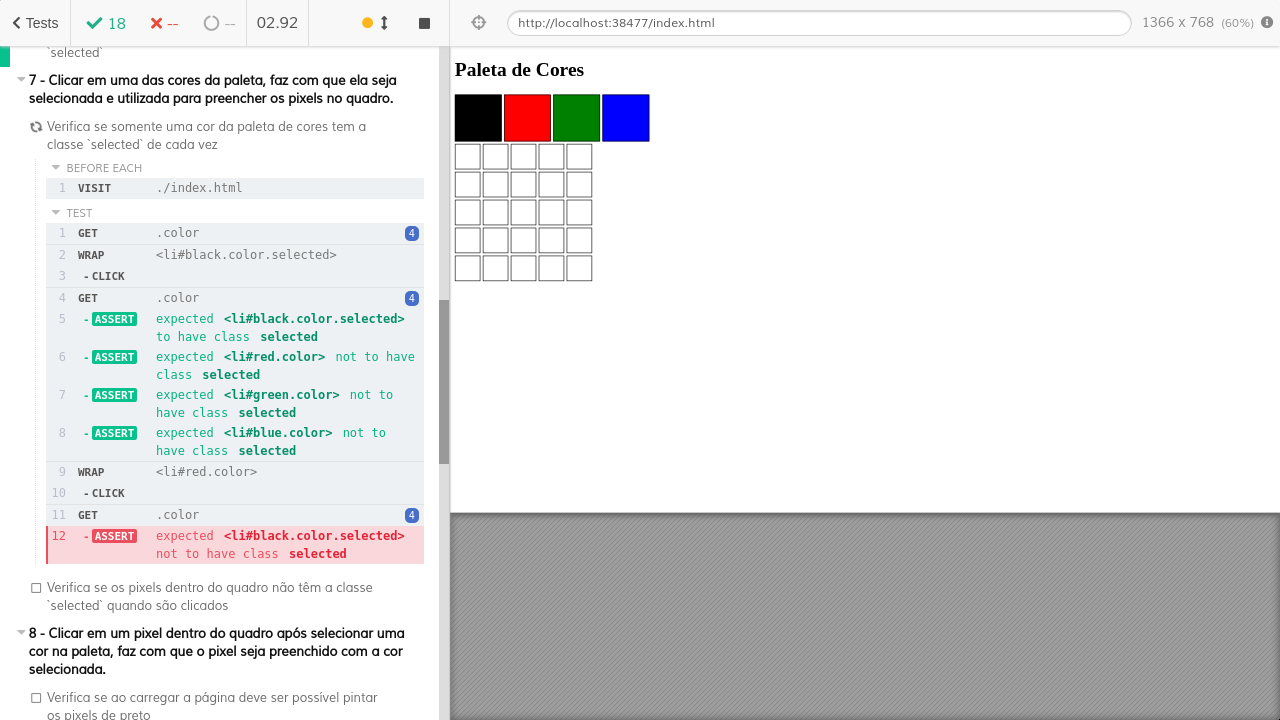 Tests
18
--
--
02.92
http://localhost:38477/index.html
1366 x 768 (60%)
`selected`
7 - Clicar em uma das cores da paleta, faz com que ela seja
selecionada e utilizada para preencher os pixels no quadro.
Verifica se somente uma cor da paleta de cores tem a
classe `selected` de cada vez
BEFORE EACH
1 VISIT ./index.html
TEST
1 GET .color 4
2 WRAP <li#black.color.selected>
3 - CLICK
4 GET .color 4
5 - ASSERT expected <li#black.color.selected>
to have class selected
6 - ASSERT expected <li#red.color> not to have
class selected
7 - ASSERT expected <li#green.color> not to
have class selected
8 - ASSERT expected <li#blue.color> not to
have class selected
9 WRAP <li#red.color>
10 - CLICK
11 GET .color 4
12 - ASSERT expected <li#black.color.selected>
not to have class selected
Verifica se os pixels dentro do quadro não têm a classe
`selected` quando são clicados
8 - Clicar em um pixel dentro do quadro após selecionar uma
cor na paleta, faz com que o pixel seja preenchido com a cor
selecionada.
Verifica se ao carregar a página deve ser possível pintar
os pixels de preto
Paleta de Cores